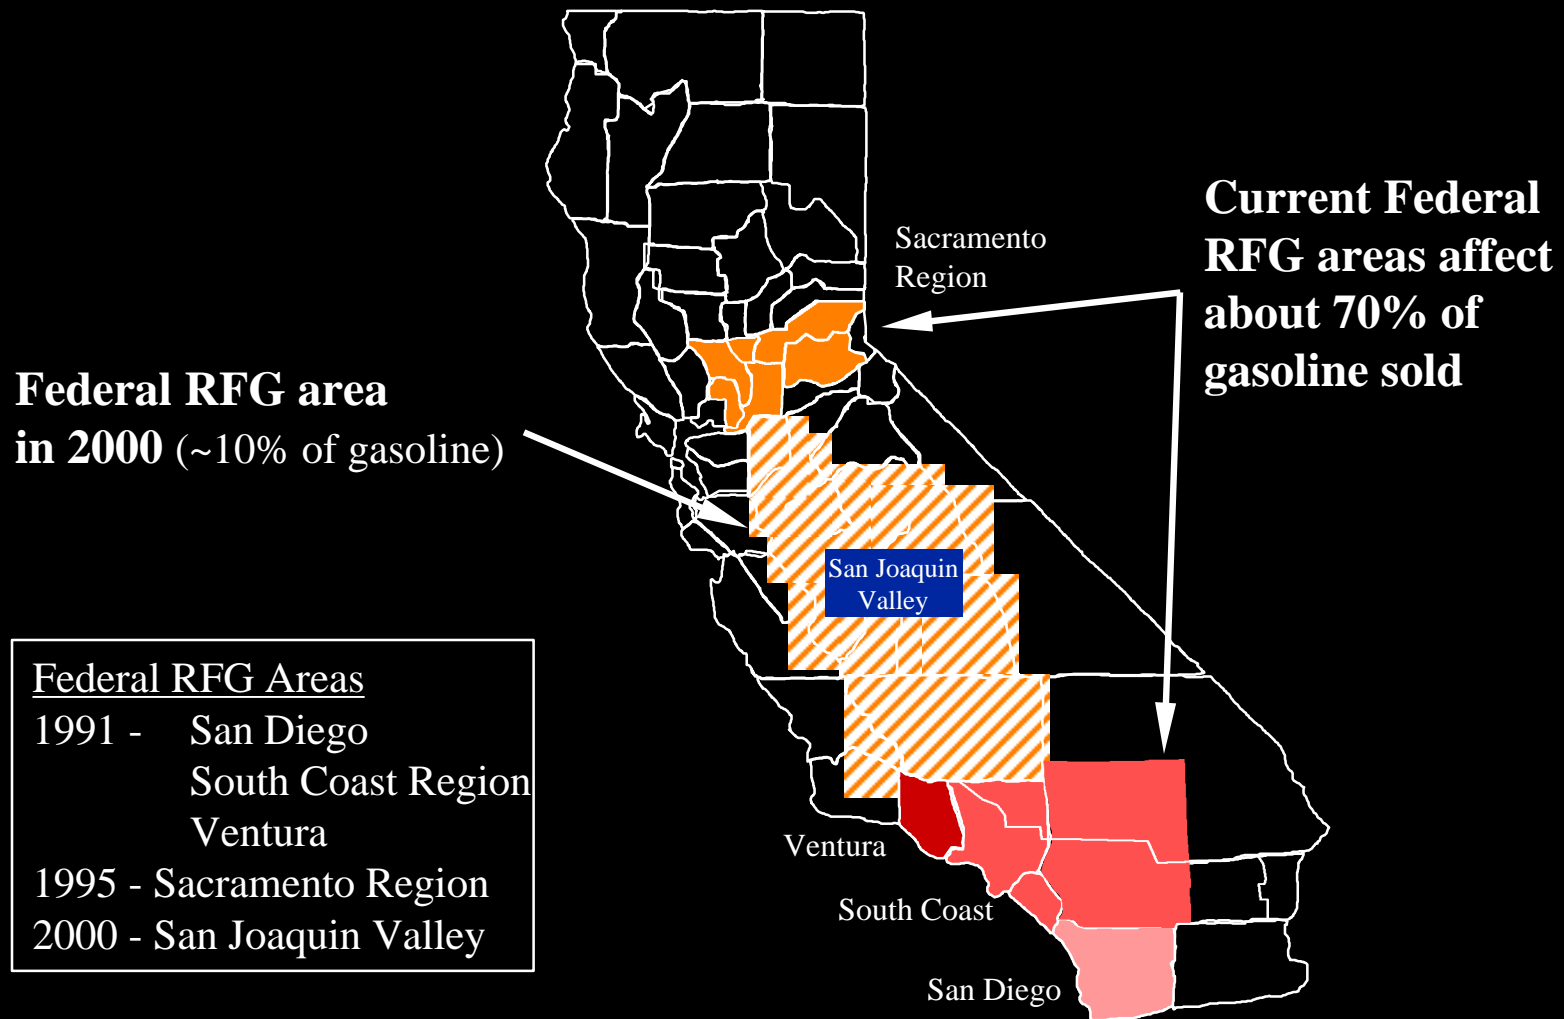 Sacramento
Region
Current Federal
RFG areas affect
about 70% of
gasoline sold
Federal RFG area
in 2000 (~10% of gasoline)
San Joaquin
Valley
Federal RFG Areas
1991 - San Diego
South Coast Region
Ventura
1995 - Sacramento Region
2000 - San Joaquin Valley
Ventura
South Coast
San Diego